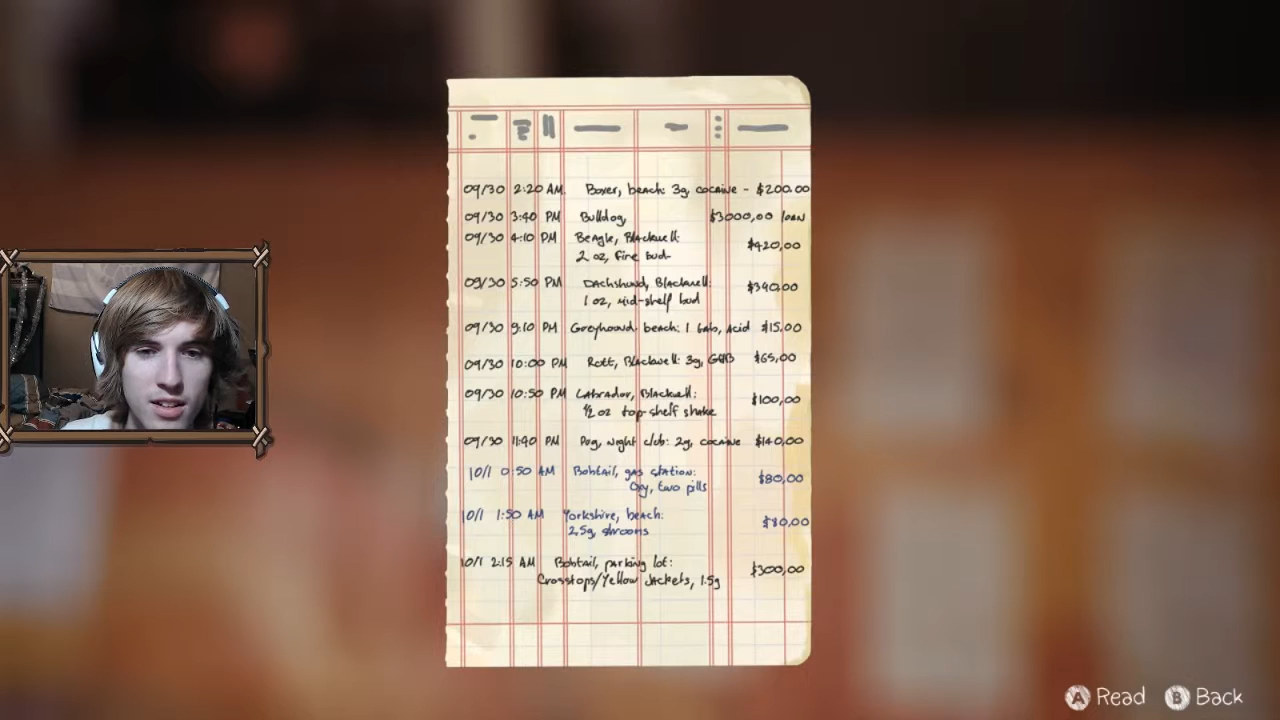 09/30 2:20 AM. Boxer, beach: 3g, cocaine - $200.00
09/30 3:40 PM Bulldog, $3000,00 loan
09/30 4:10 PM Beagle, Blackwell:
2 oz, fine bud- $420,00
09/30 5:50 PM Dachshund, Blackwell:
1 oz, mid-shelf bud $340.00
09/30 9:10 PM Greyhound, beach: 1 tab, Acid $15.00
09/30 10:00 PM Rott, Blackwell: 3g, GHB $65,00
09/30 10:50 PM Labrador, Blackwell:
1/2 oz top-shelf shake $100,00
09/30 11:40 PM Pug, night club: 2g, cocaine $140,00
10/1 0:50 AM Bobtail, gas station:
Oxy, two pills $80,00
10/1 1:50 AM Yorkshire, beach:
2,5g, shrooms $80,00
10/1 2:15 AM Bobtail, parking lot:
Crosstops/Yellow Jackets, 1.5g $300,00
A Read B Back